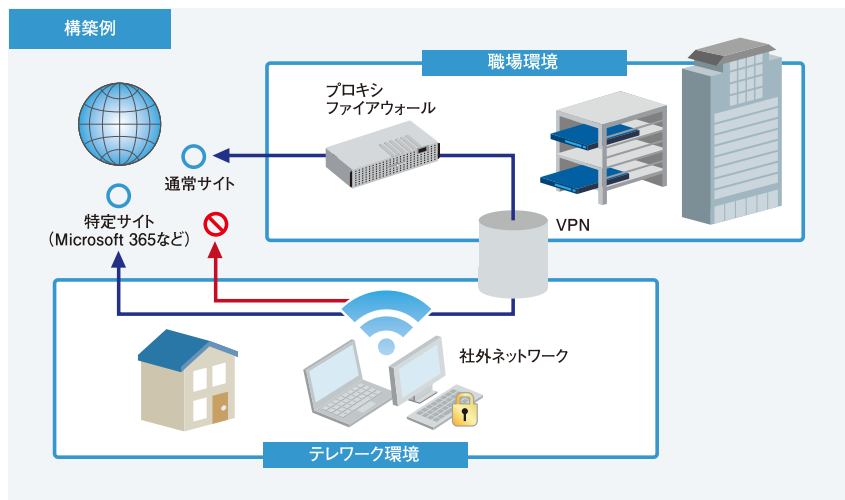 構築例
職場環境
プロキシ
ファイアウォール
通常サイト
特定サイト
(Microsoft 365など)
VPN
社外ネットワーク
テレワーク環境